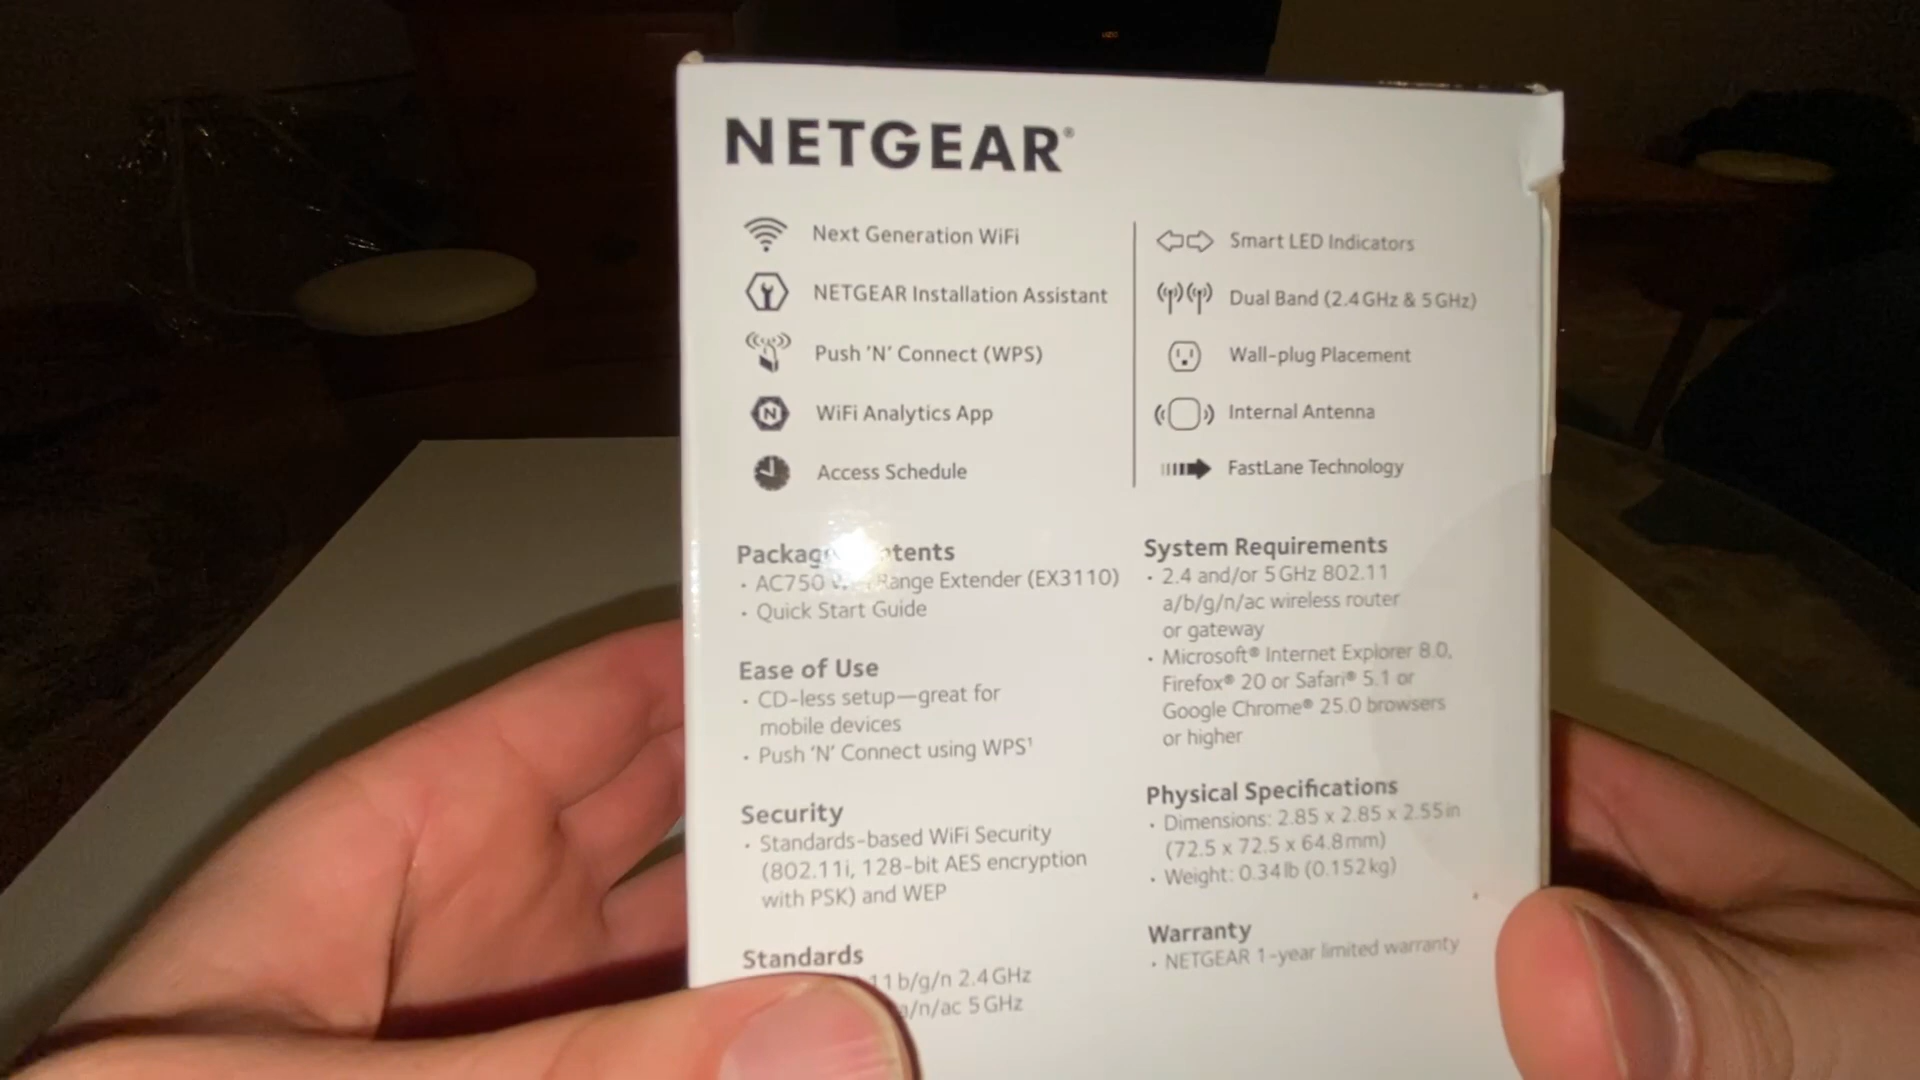 NETGEAR®
Next Generation WiFi
NETGEAR Installation Assistant
Push 'N' Connect (WPS)
WiFi Analytics App
Access Schedule
Smart LED Indicators
Dual Band (2.4 GHz & 5 GHz)
Wall-plug Placement
Internal Antenna
FastLane Technology
• AC750 Range Extender (EX3110)
• Quick Start Guide
Ease of Use
• CD-less setup—great for
mobile devices
• Push 'N' Connect using WPS¹
Security
• Standards-based WiFi Security
(802.11i, 128-bit AES encryption
with PSK) and WEP
Standards
11 b/g/n 2.4 GHz
a/n/ac 5 GHz
System Requirements
• 2.4 and/or 5 GHz 802.11
a/b/g/n/ac wireless router
or gateway
• Microsoft® Internet Explorer 8.0,
Firefox® 20 or Safari® 5.1 or
Google Chrome® 25.0 browsers
or higher
Physical Specifications
• Dimensions: 2.85 x 2.85 x 2.55 in
(72.5 x 72.5 x 64.8 mm)
• Weight: 0.34 lb (0.152 kg)
Warranty
• NETGEAR 1-year limited warranty